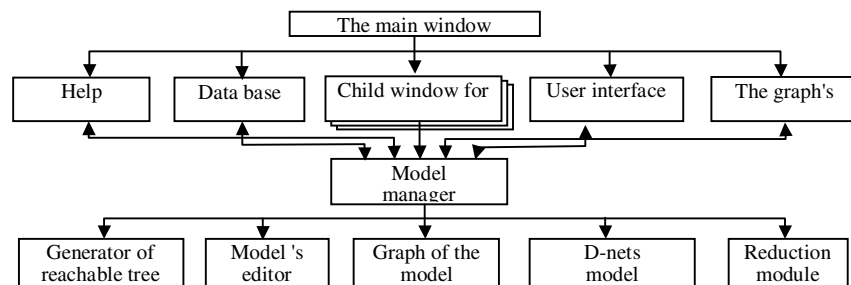 The main window
Help
Data base
Child window for
User interface
The graph's
Model
manager
Generator of
reachable tree
Model 's
editor
Graph of the
model
D-nets
model
Reduction
module